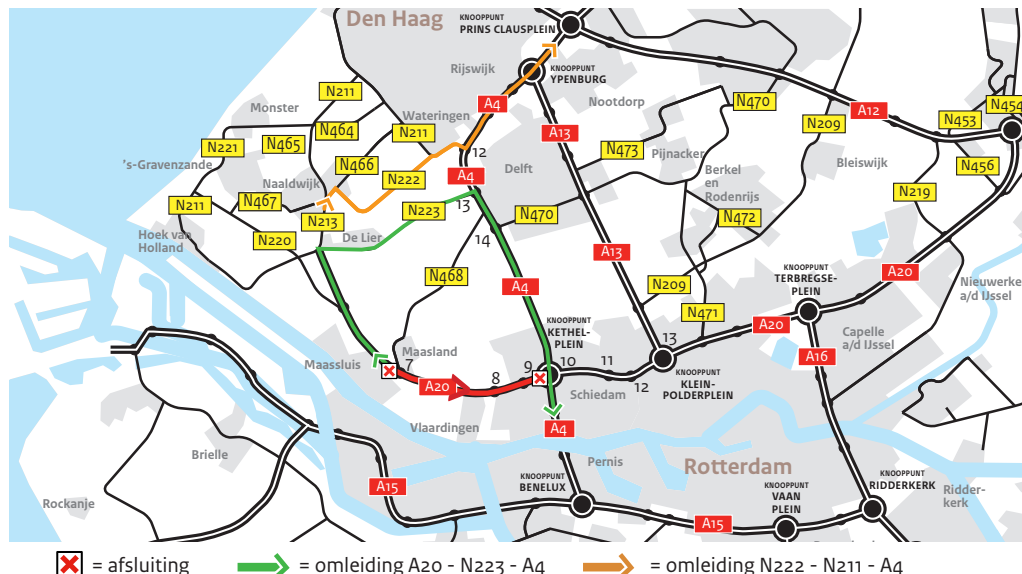 Den Haag
KNOOPPUNT
PRINS CLAUSPLEIN
Rijswijk
KNOOPPUNT
YPENBURG
N211
Monster
Wateringen
A4
Nootdorp
N470
A12
N454
N453
N464
N465
N211
A13
N209
N221
's-Gravenzande
N466
12
N473
Pijnacker
Bleiswijk
N456
Naaldwijk
N222
A4
Delft
Berkel
en
Rodenrijs
N219
N467
N211
N213
N223
13
N470
N472
Hoek van
Holland
N220
De Lier
14
A13
KNOOPPUNT
TERBREGSE-
PLEIN
A20
N468
A4
N209
Nieuwerke
a/d IJssel
N471
KNOOPPUNT
KETHEL-
PLEIN
A20
Capelle
a/d IJssel
Maasland
13
A16
Maassluis
7
A20
8
9
10
11
12
KNOOPPUNT
KLEIN-
POLDERPLEIN
Schiedam
Vlaardingen
A4
Brielle
Pernis
Rotterdam
KNOOPPUNT
BENELUX
KNOOPPUNT
RIDDERKERK
A15
KNOOPPUNT
VAAN
PLEIN
Ridder-
kerk
Rockanje
A15
= afsluiting
= omleiding A20 - N223 - A4
= omleiding N222 - N211 - A4